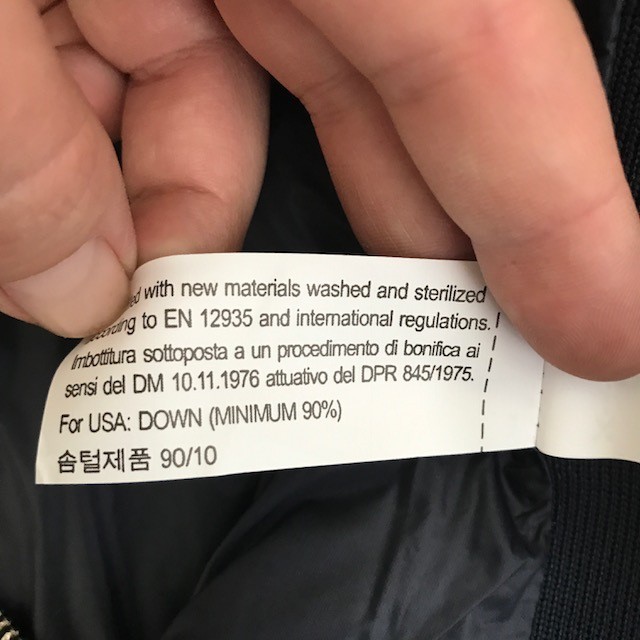 with new materials washed and sterilized
to EN 12935 and international regulations.
Imbottitura sottoposta a un procedimento di bonifica ai
sensi del DM 10.11.1976 attuativo del DPR 845/1975.
For USA: DOWN (MINIMUM 90%)
솜털제품 90/10